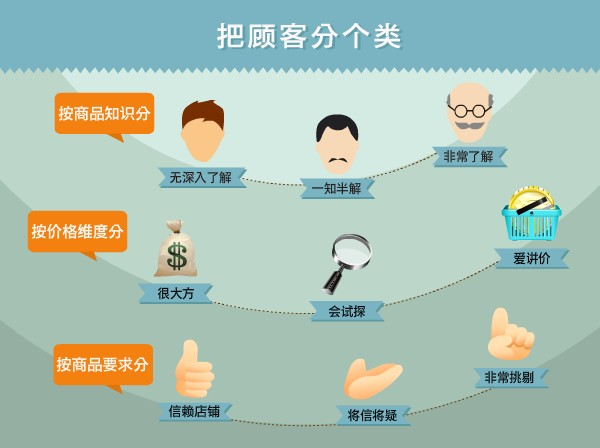 把顾客分个类
按商品知识分
无深入了解
一知半解
非常了解
按价格维度分
很大方
会试探
爱讲价
按商品要求分
信赖店铺
将信将疑
非常挑剔